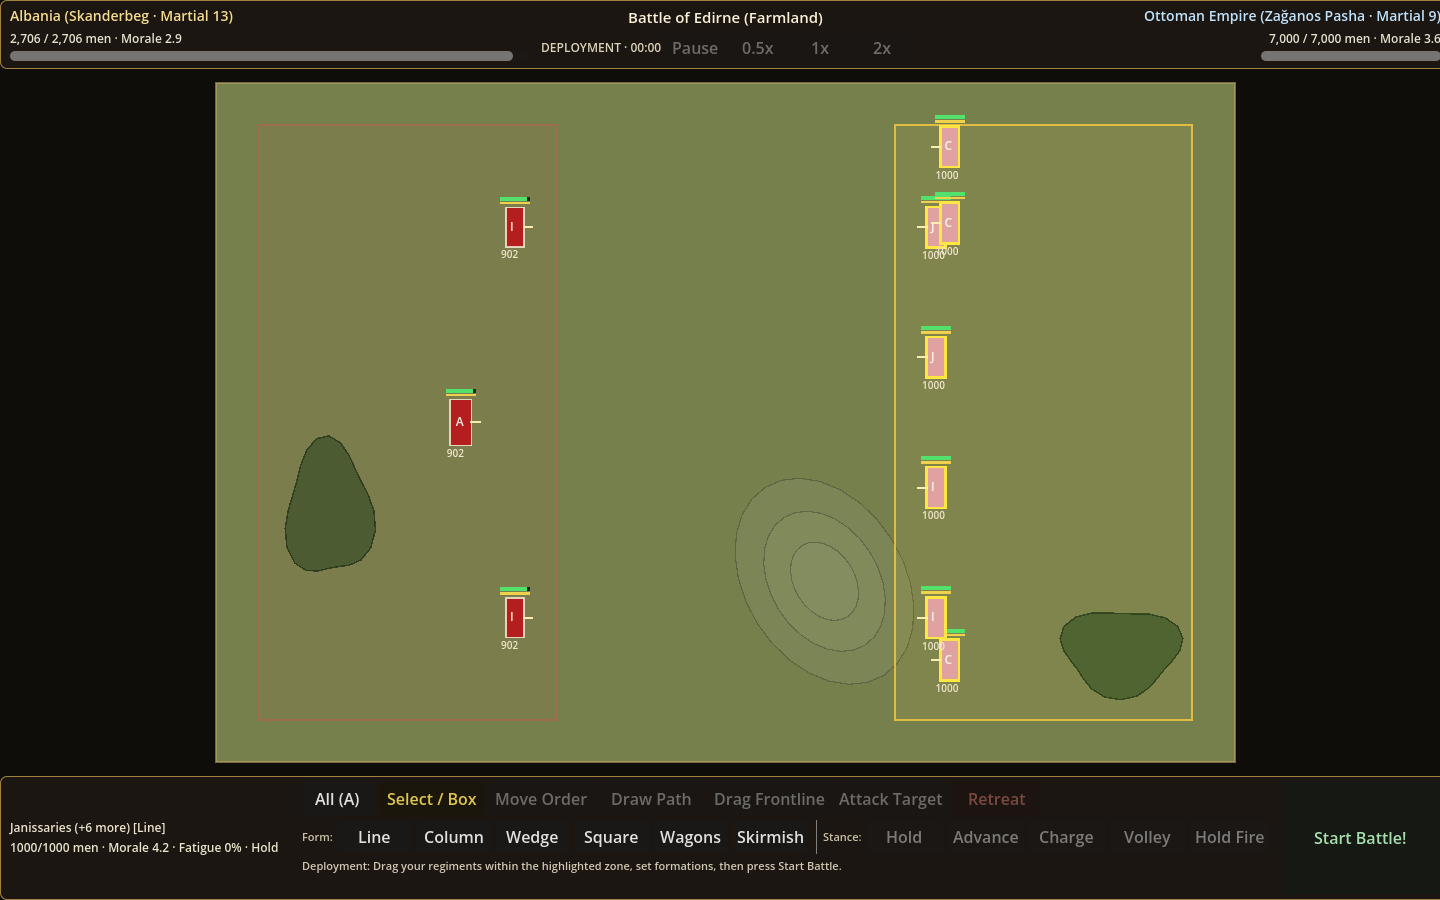 Albania (Skanderbeg · Martial 13)
2,706 / 2,706 men · Morale 2.9
Battle of Edirne (Farmland)
DEPLOYMENT · 00:00 Pause 0.5x 1x 2x
Ottoman Empire (Zağanos Pasha · Martial 9)
7,000 / 7,000 men · Morale 3.6
C
1000
I
902
J
1000
C
1000
J
1000
A
902
I
1000
I
902
I
1000
C
1000
All (A) Select / Box Move Order Draw Path Drag Frontline Attack Target Retreat
Janissaries (+6 more) [Line]
1000/1000 men · Morale 4.2 · Fatigue 0% · Hold
Form: Line Column Wedge Square Wagons Skirmish Stance: Hold Advance Charge Volley Hold Fire
Deployment: Drag your regiments within the highlighted zone, set formations, then press Start Battle.
Start Battle!